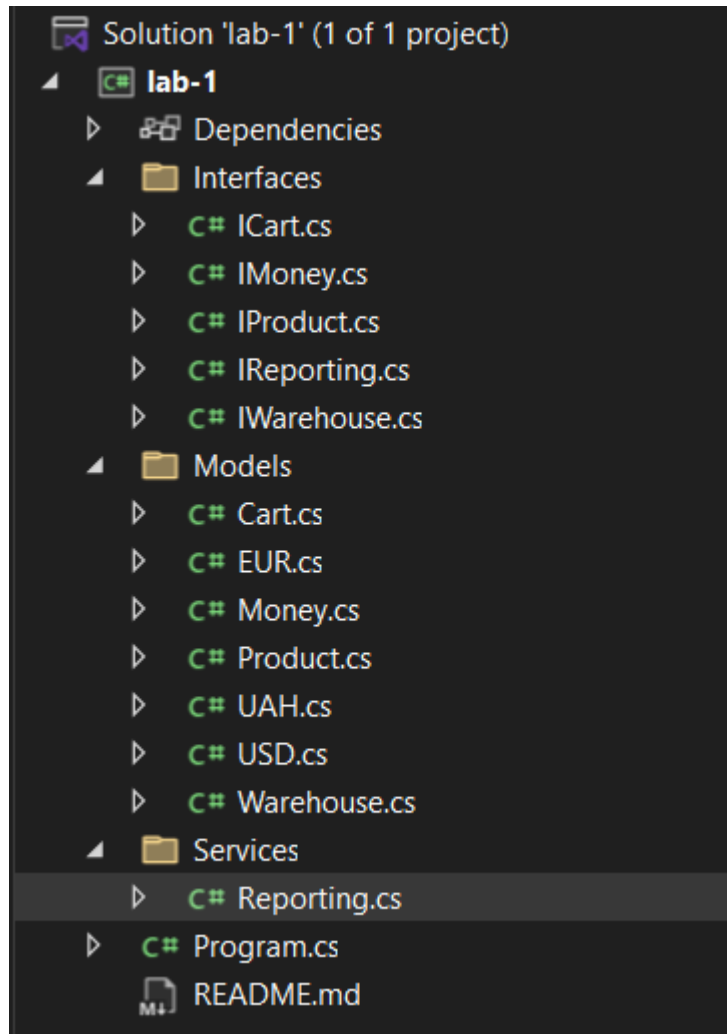 Solution 'lab-1' (1 of 1 project)
C# lab-1
Dependencies
Interfaces
C# ICart.cs
C# IMoney.cs
C# IProduct.cs
C# IReporting.cs
C# IWarehouse.cs
Models
C# Cart.cs
C# EUR.cs
C# Money.cs
C# Product.cs
C# UAH.cs
C# USD.cs
C# Warehouse.cs
Services
C# Reporting.cs
C# Program.cs
M↓ README.md